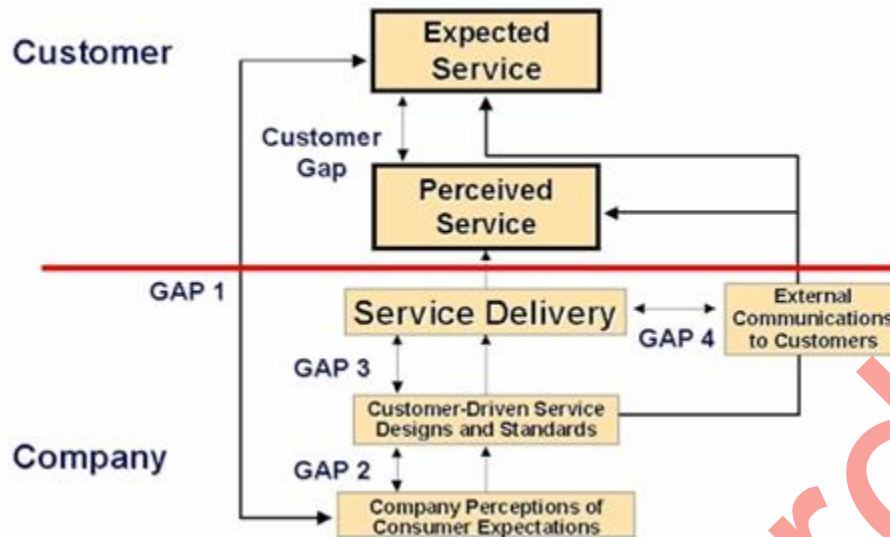 Customer
Expected
Service
Customer
Gap
Perceived
Service
GAP 1
Service Delivery
GAP 4
External
Communications
to Customers
GAP 3
Customer-Driven Service
Designs and Standards
Company
GAP 2
Company Perceptions of
Consumer Expectations